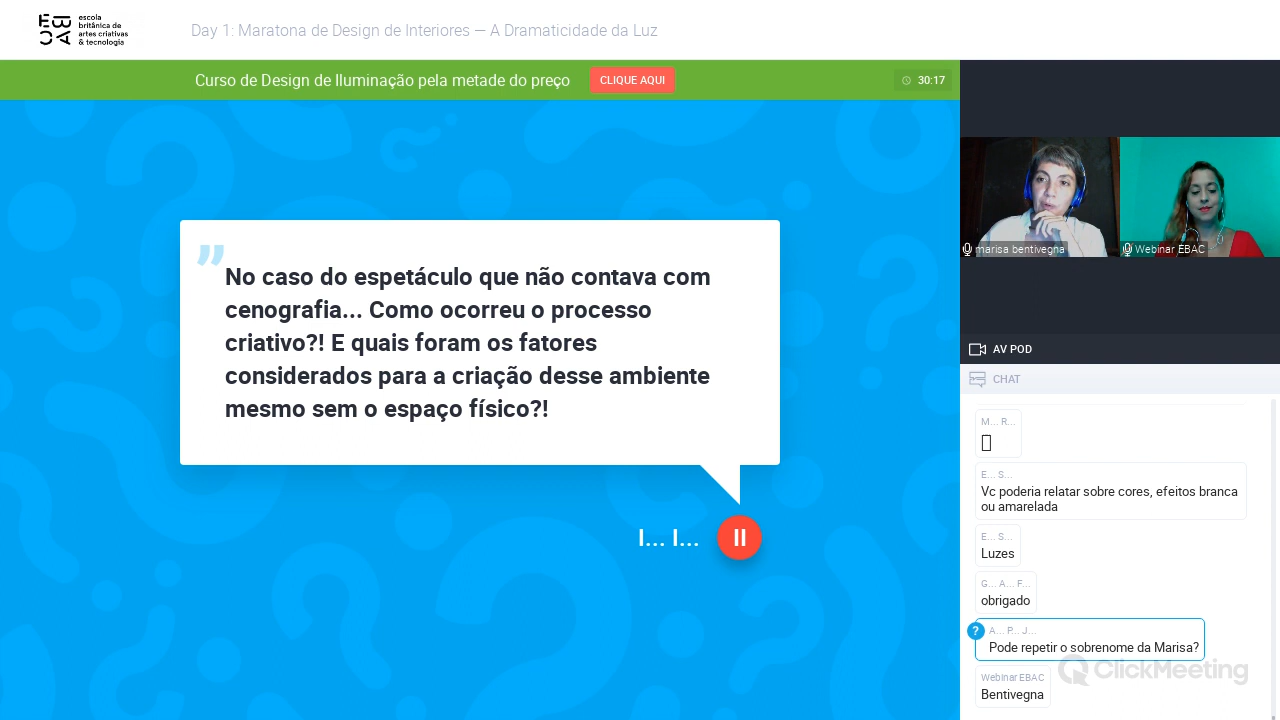 EBAC
escola
britânica de
artes criativas
& tecnologia
Day 1: Maratona de Design de Interiores — A Dramaticidade da Luz
Curso de Design de Iluminação pela metade do preço
CLIQUE AQUI
30:17
”
No caso do espetáculo que não contava com
cenografia... Como ocorreu o processo
criativo?! E quais foram os fatores
considerados para a criação desse ambiente
mesmo sem o espaço físico?!
I... I...
II
marisa bentivegna
Webinar EBAC
AV POD
CHAT
M... R...
E... S...
Vc poderia relatar sobre cores, efeitos branca
ou amarelada
E... S...
Luzes
G... A... F...
obrigado
?
A... P... J...
Pode repetir o sobrenome da Marisa?
Webinar EBAC
Bentivegna
ClickMeeting